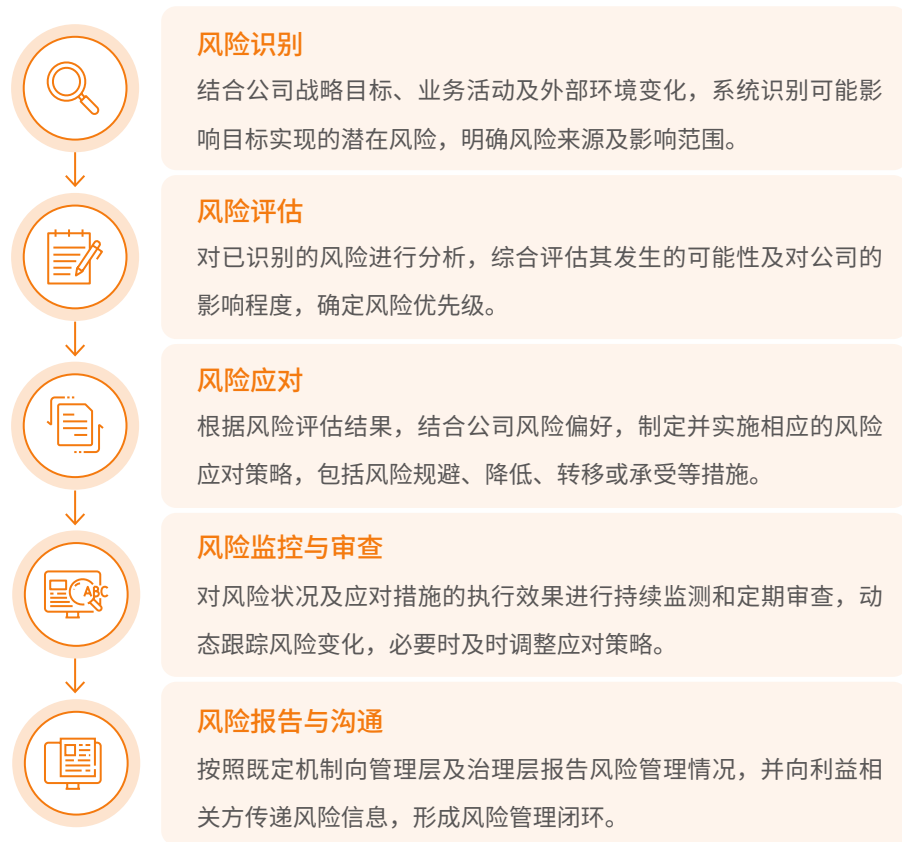 风险识别
结合公司战略目标、业务活动及外部环境变化，系统识别可能影
响目标实现的潜在风险，明确风险来源及影响范围。
风险评估
对已识别的风险进行分析，综合评估其发生的可能性及对公司的
影响程度，确定风险优先级。
风险应对
根据风险评估结果，结合公司风险偏好，制定并实施相应的风险
应对策略，包括风险规避、降低、转移或承受等措施。
风险监控与审查
ABC
对风险状况及应对措施的执行效果进行持续监测和定期审查，动
态跟踪风险变化，必要时及时调整应对策略。
风险报告与沟通
按照既定机制向管理层及治理层报告风险管理情况，并向利益相
关方传递风险信息，形成风险管理闭环。